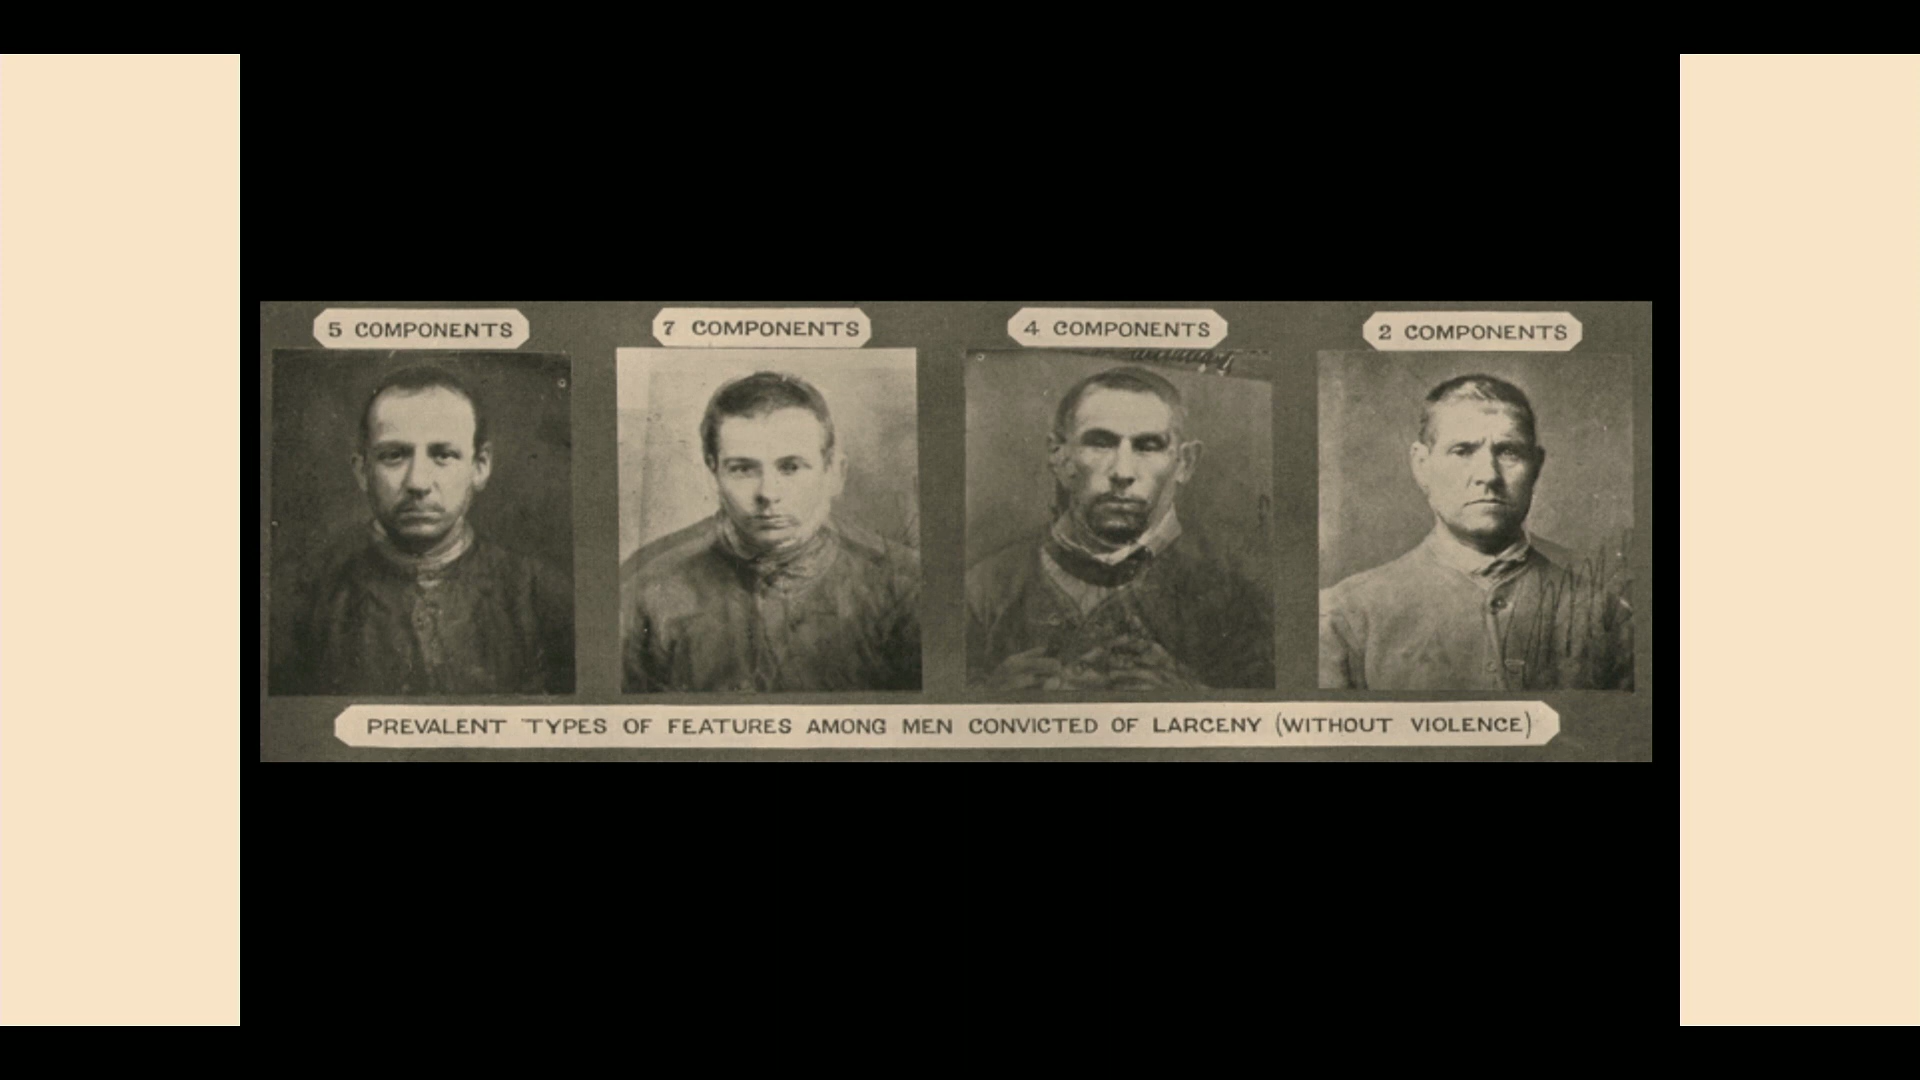 5 COMPONENTS
7 COMPONENTS
4 COMPONENTS
2 COMPONENTS
PREVALENT TYPES OF FEATURES AMONG MEN CONVICTED OF LARCENY (WITHOUT VIOLENCE)